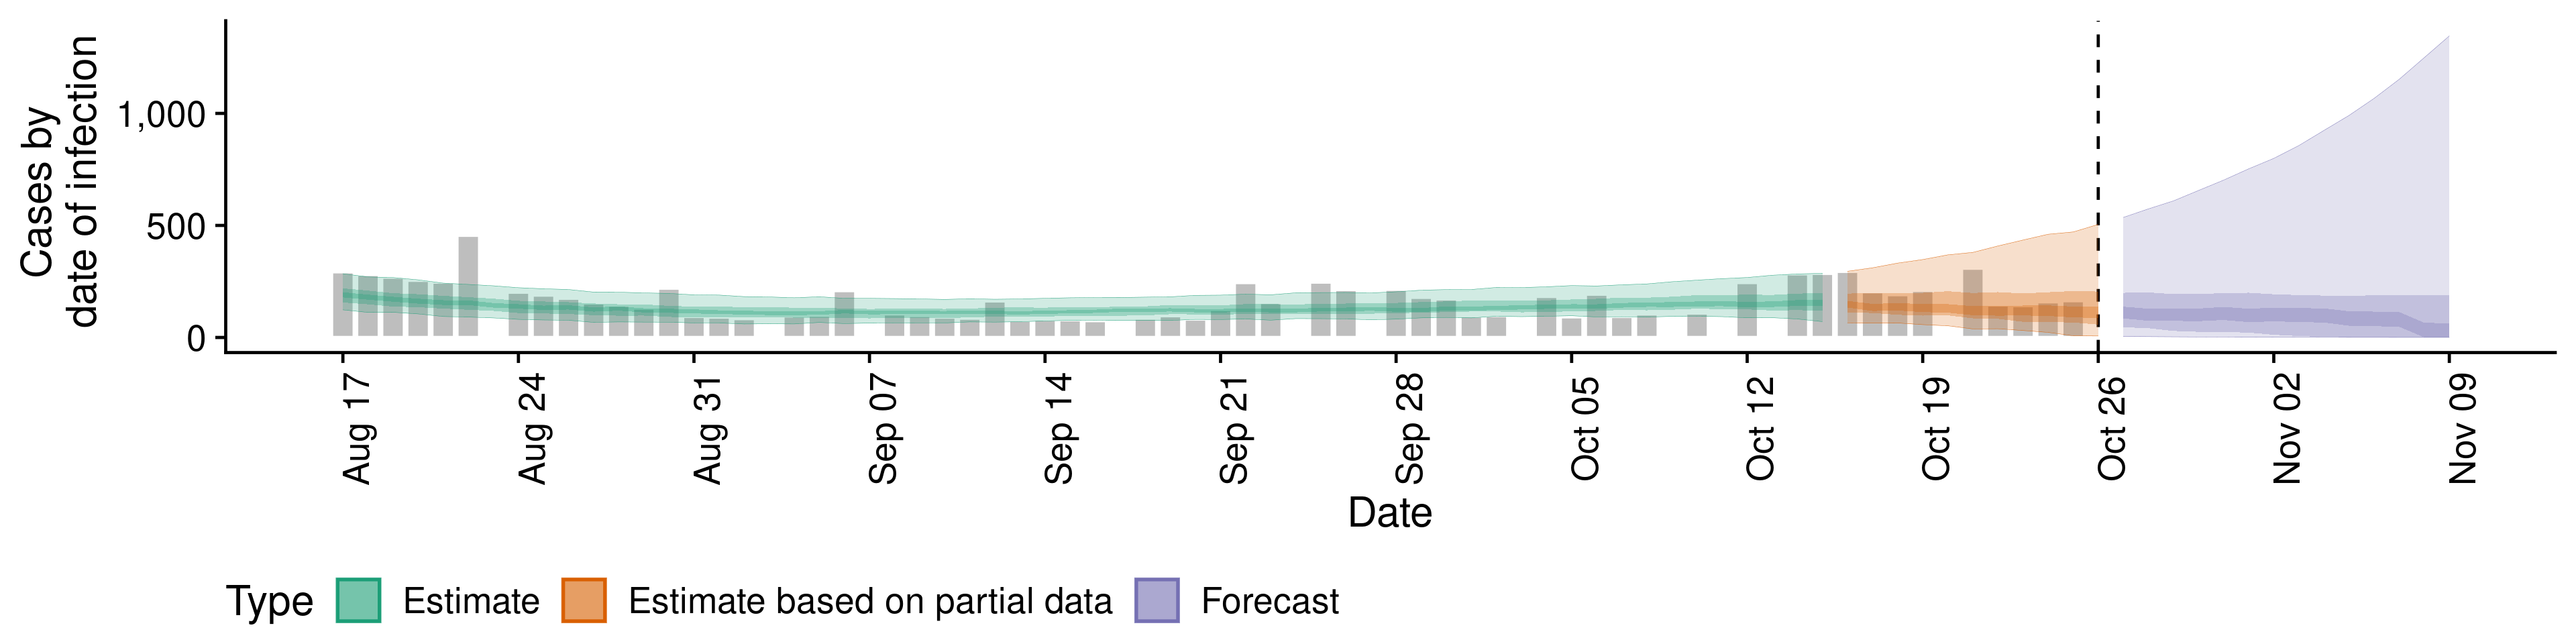 Cases by
date of infection
1,000
500
0
Aug 17
Aug 24
Aug 31
Sep 07
Sep 14
Sep 21
Sep 28
Oct 05
Oct 12
Oct 19
Oct 26
Nov 02
Nov 09
Date
Type Estimate Estimate based on partial data Forecast